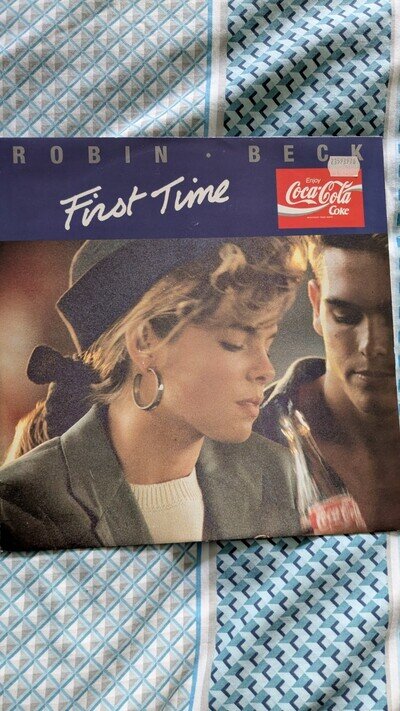 ROBIN · BECK
First Time
Enjoy
Coca-Cola
Coke